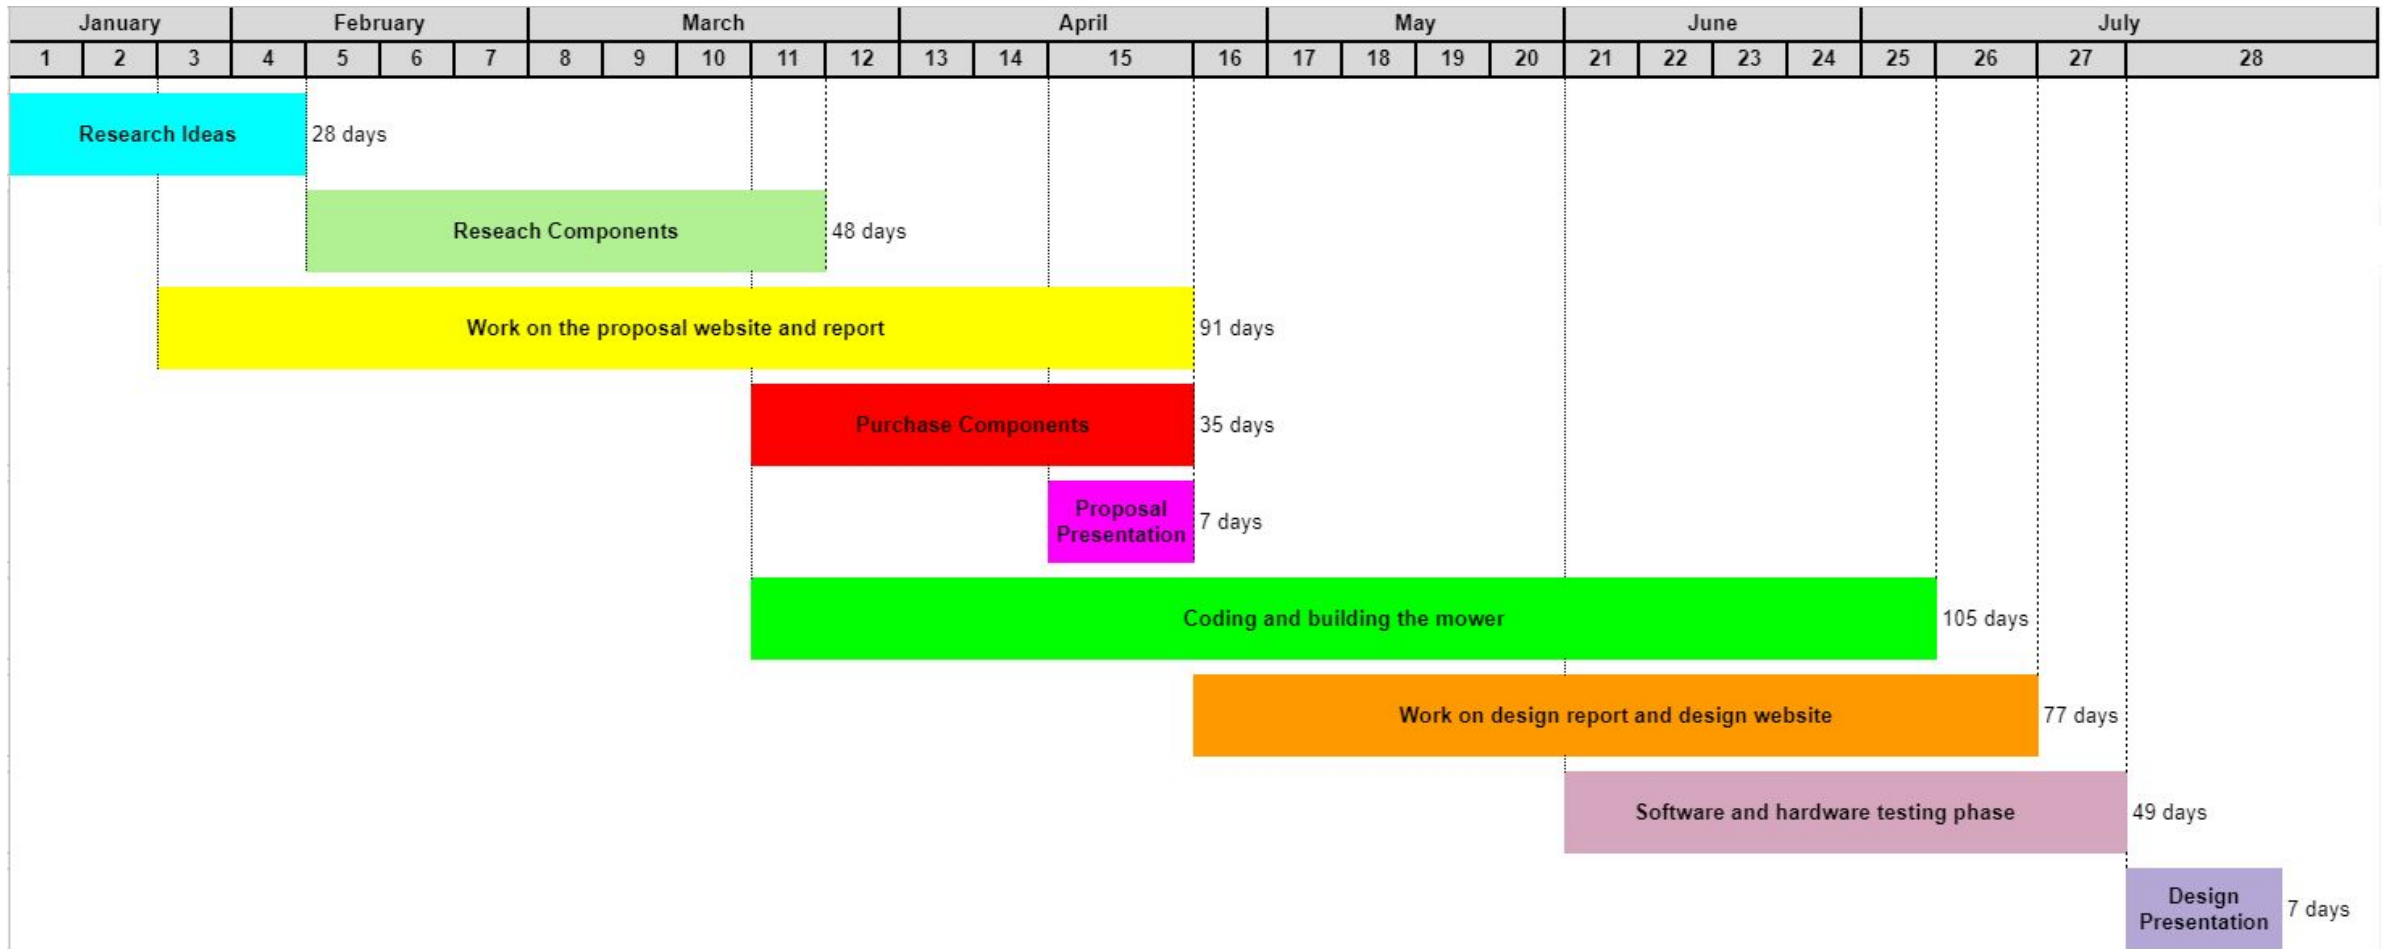 January February March April May June July
1 2 3 4 5 6 7 8 9 10 11 12 13 14 15 16 17 18 19 20 21 22 23 24 25 26 27 28
Research Ideas 28 days
Reseach Components 48 days
Work on the proposal website and report 91 days
Purchase Components 35 days
Proposal
Presentation 7 days
Coding and building the mower 105 days
Work on design report and design website 77 days
Software and hardware testing phase 49 days
Design
Presentation 7 days